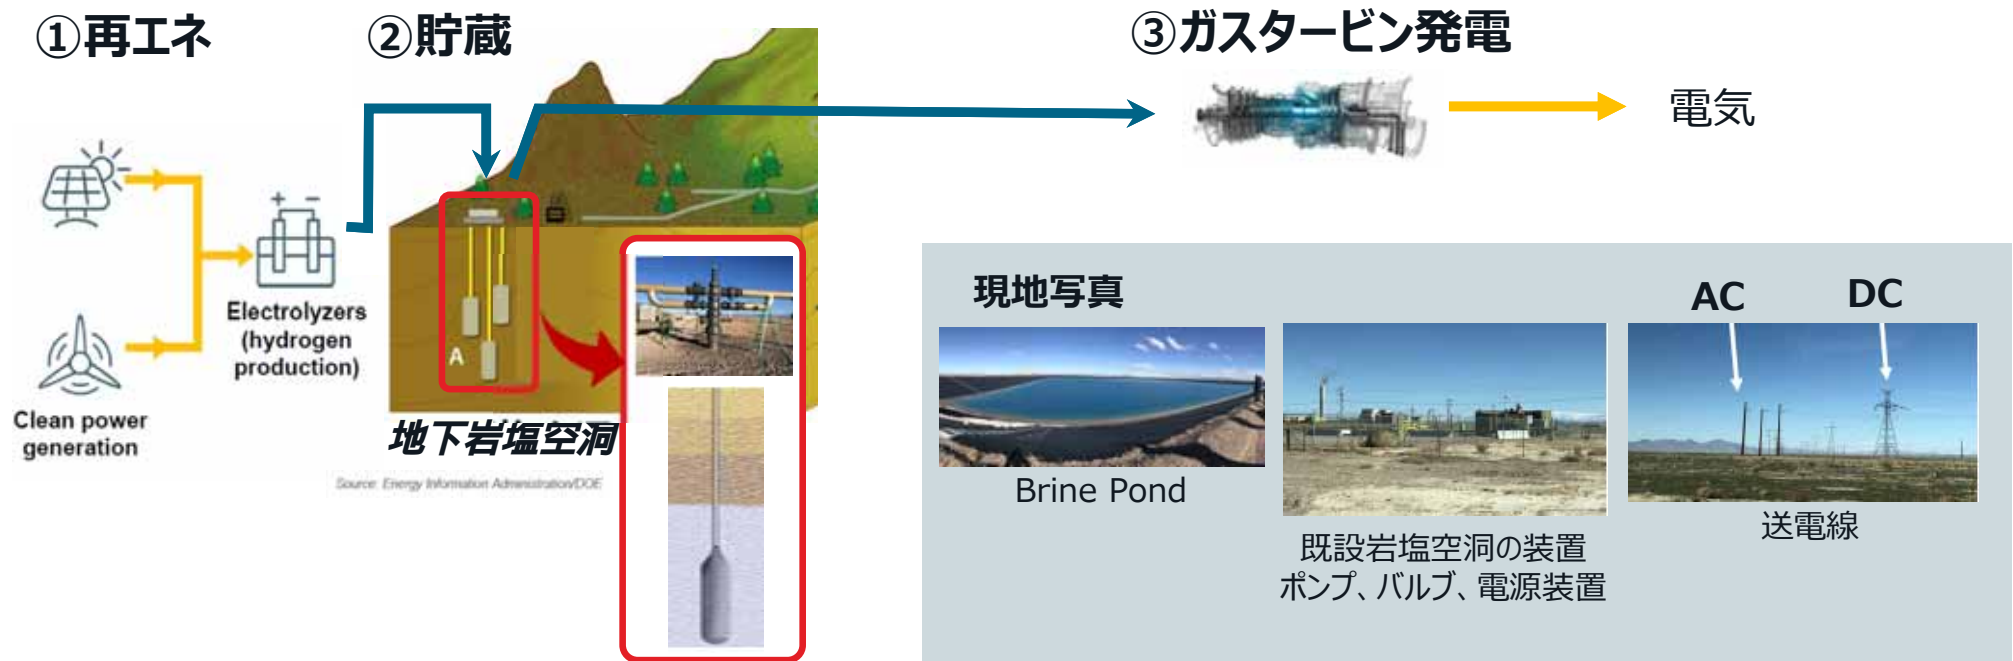 ①再エネ
②貯蔵
③ガスタービン発電
電気
+ −
Electrolyzers
(hydrogen
production)
Clean power
generation
A
地下岩塩空洞
Source: Energy Information Administration/DOE
現地写真
AC
DC
Brine Pond
既設岩塩空洞の装置
ポンプ、バルブ、電源装置
送電線